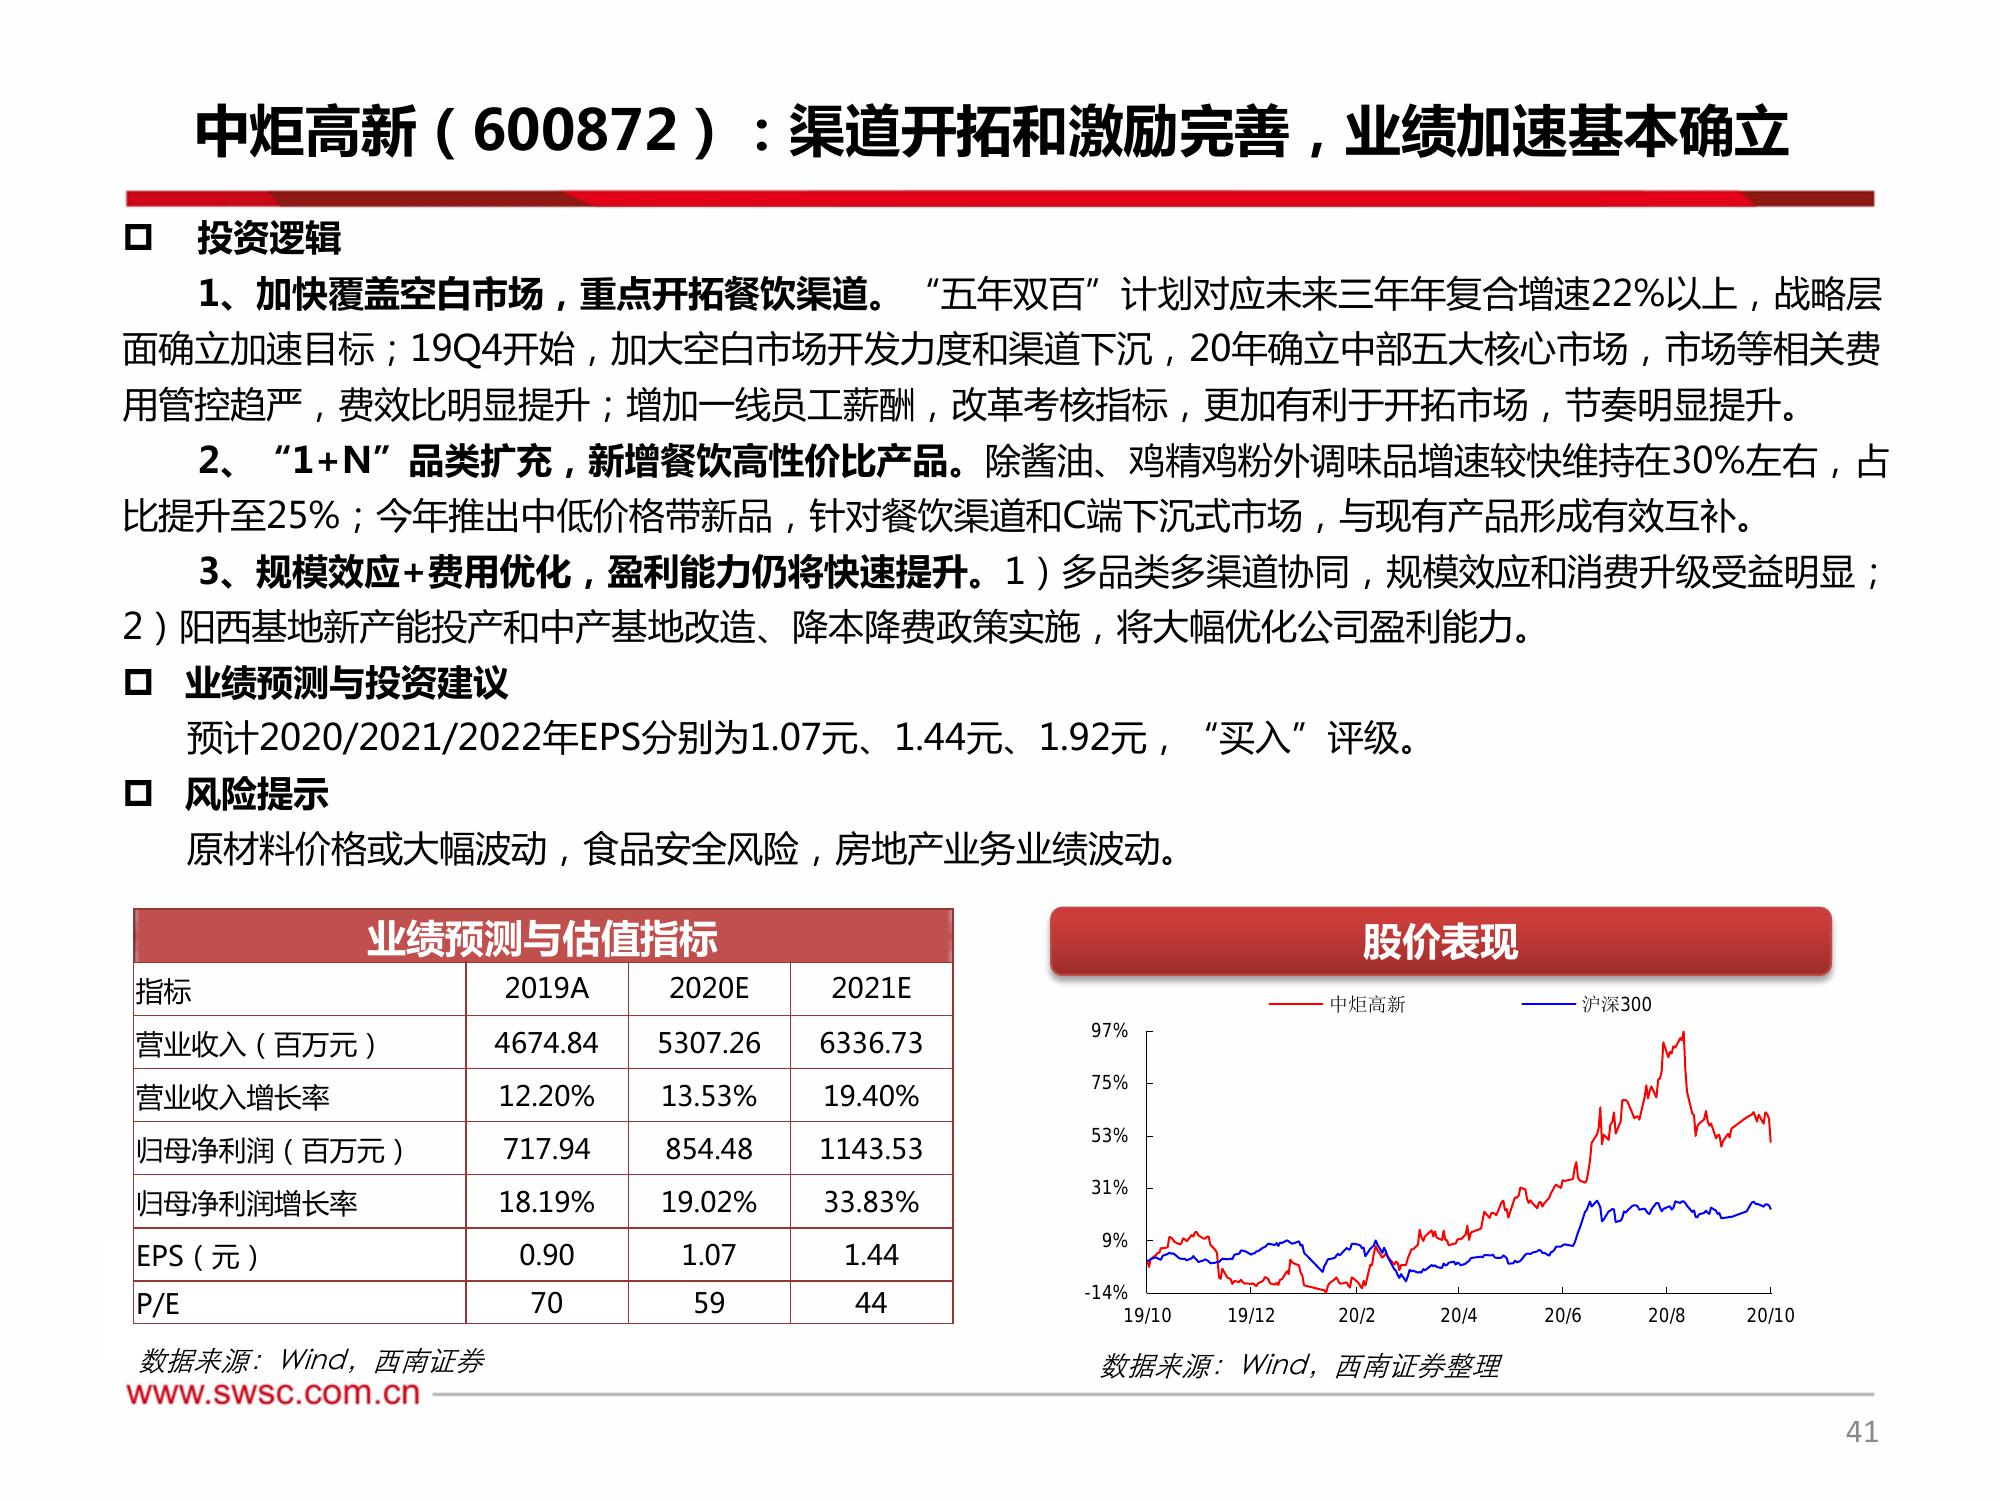 中炬高新（600872）：渠道开拓和激励完善，业绩加速基本确立
投资逻辑
1、加快覆盖空白市场，重点开拓餐饮渠道。“五年双百”计划对应未来三年年复合增速22%以上，战略层
面确立加速目标；19Q4开始，加大空白市场开发力度和渠道下沉，20年确立中部五大核心市场，市场等相关费
用管控趋严，费效比明显提升；增加一线员工薪酬，改革考核指标，更加有利于开拓市场，节奏明显提升。
2、“1+N”品类扩充，新增餐饮高性价比产品。除酱油、鸡精鸡粉外调味品增速较快维持在30%左右，占
比提升至25%；今年推出中低价格带新品，针对餐饮渠道和C端下沉式市场，与现有产品形成有效互补。
3、规模效应+费用优化，盈利能力仍将快速提升。1）多品类多渠道协同，规模效应和消费升级受益明显；
2）阳西基地新产能投产和中产基地改造、降本降费政策实施，将大幅优化公司盈利能力。
业绩预测与投资建议
预计2020/2021/2022年EPS分别为1.07元、1.44元、1.92元，“买入”评级。
风险提示
原材料价格或大幅波动，食品安全风险，房地产业务业绩波动。
业绩预测与估值指标
指标 2019A 2020E 2021E
营业收入（百万元） 4674.84 5307.26 6336.73
营业收入增长率 12.20% 13.53% 19.40%
归母净利润（百万元） 717.94 854.48 1143.53
归母净利润增长率 18.19% 19.02% 33.83%
EPS（元） 0.90 1.07 1.44
P/E 70 59 44
数据来源：Wind，西南证券
股价表现
中炬高新 沪深300
97%
75%
53%
31%
9%
-14%
19/10 19/12 20/2 20/4 20/6 20/8 20/10
数据来源：Wind，西南证券整理
www.swsc.com.cn
41